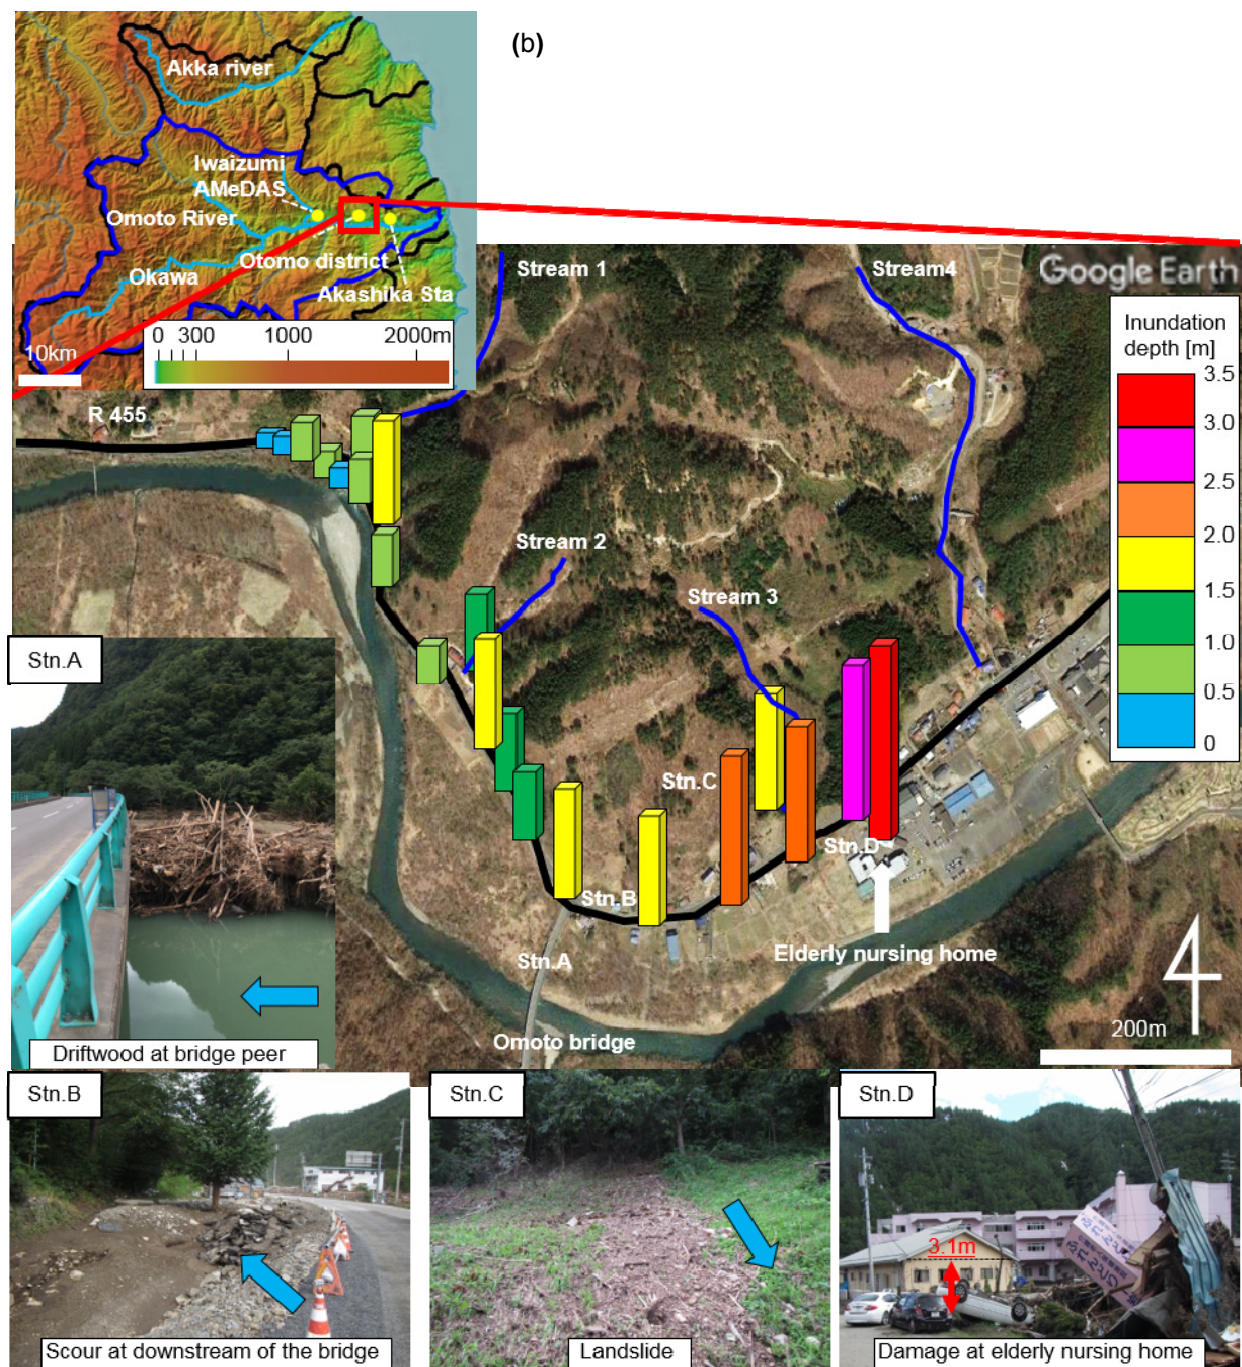 (b)
Akka river
Iwaizumi
AMeDAS
Omoto River
Okawa
Otomo district
Akashika Sta
10km
0 300 1000 2000m
Stream 1
Stream4
Google Earth
Inundation
depth [m]
3.5
3.0
2.5
2.0
1.5
1.0
0.5
0
R 455
Stream 2
Stream 3
Stn.A
Stn.C
Stn.D
Stn.B
Stn.A
Elderly nursing home
Omoto bridge
200m
Driftwood at bridge peer
Stn.B
Scour at downstream of the bridge
Stn.C
Landslide
Stn.D
3.1m
Damage at elderly nursing home